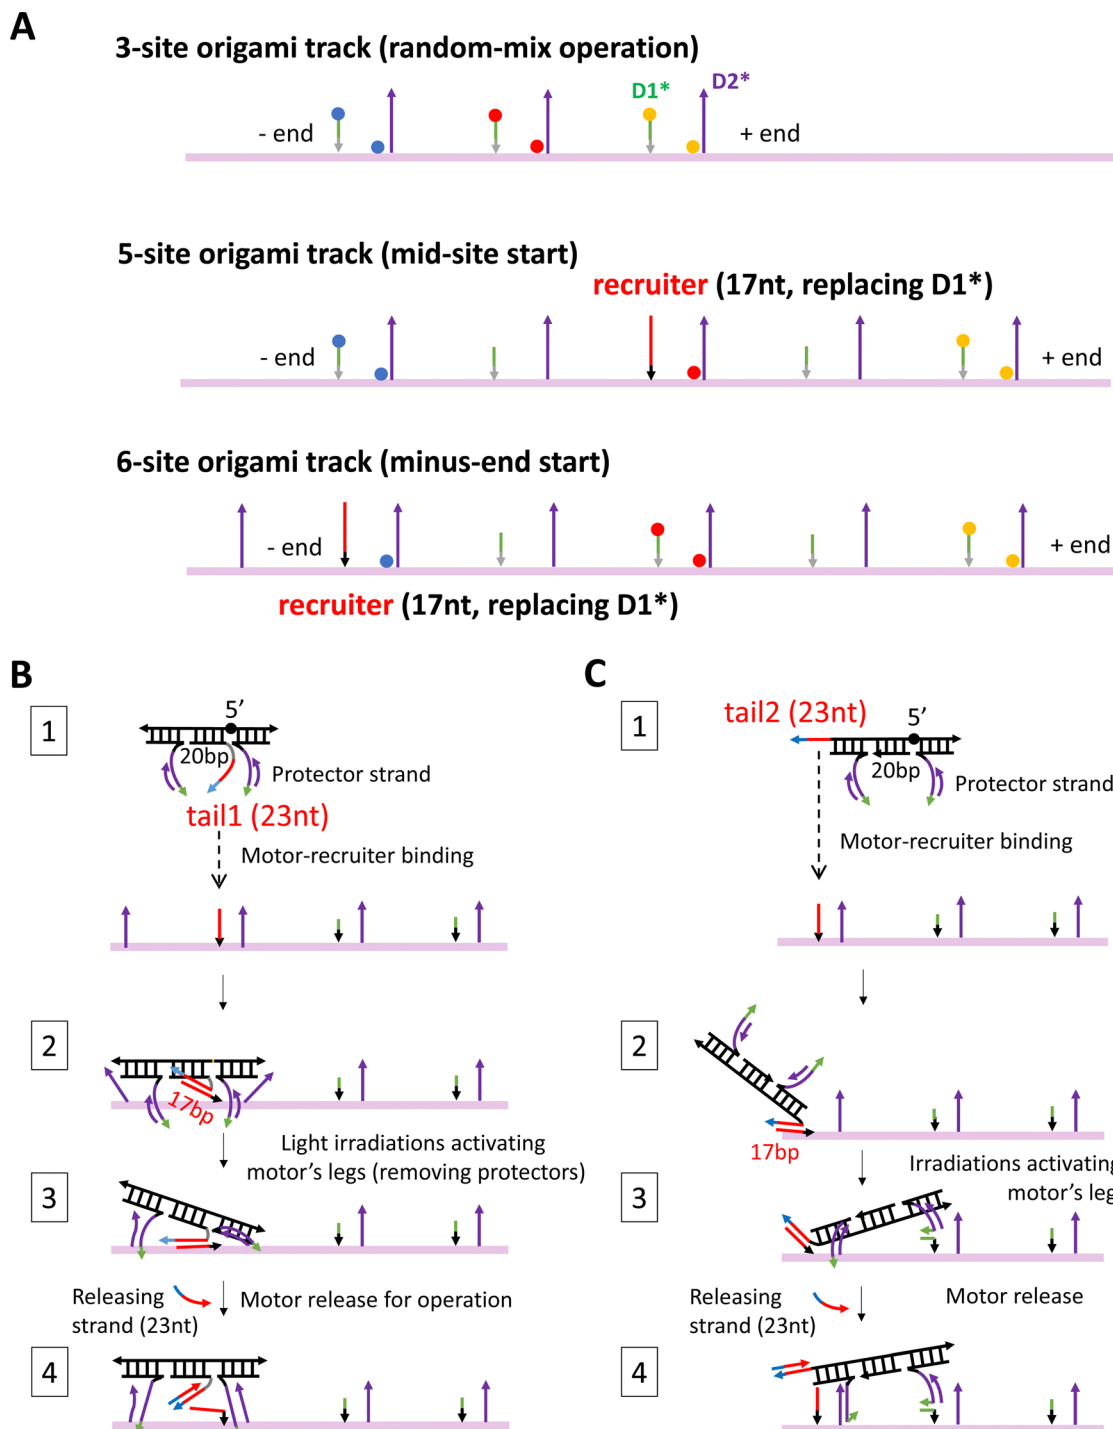 A
3-site origami track (random-mix operation)
D1* D2*
- end + end
5-site origami track (mid-site start)
recruiter (17nt, replacing D1*)
- end + end
6-site origami track (minus-end start)
- end + end
recruiter (17nt, replacing D1*)
B
1
5’
20bp
Protector strand
tail1 (23nt)
Motor-recruiter binding
2
17bp
Light irradiations activating
motor’s legs (removing protectors)
3
Releasing
strand (23nt)
Motor release for operation
4
C
1
tail2 (23nt)
5’
20bp
Protector strand
Motor-recruiter binding
2
17bp
Irradiations activating
motor’s leg
3
Releasing
strand (23nt)
Motor release
4